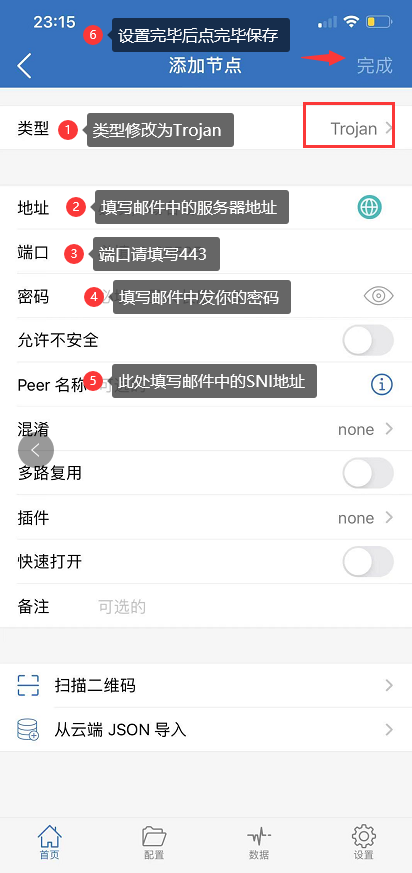 23:15
6 设置完毕后点完毕保存
添加节点
完成
类型 1 类型修改为Trojan Trojan
地址 2 填写邮件中的服务器地址
端口 3 端口请填写443
密码 4 填写邮件中发你的密码
允许不安全
Peer 名称 5 此处填写邮件中的SNI地址
混淆 none
多路复用
插件 none
快速打开
备注 可选的
扫描二维码
从云端 JSON 导入
首页 配置 数据 设置